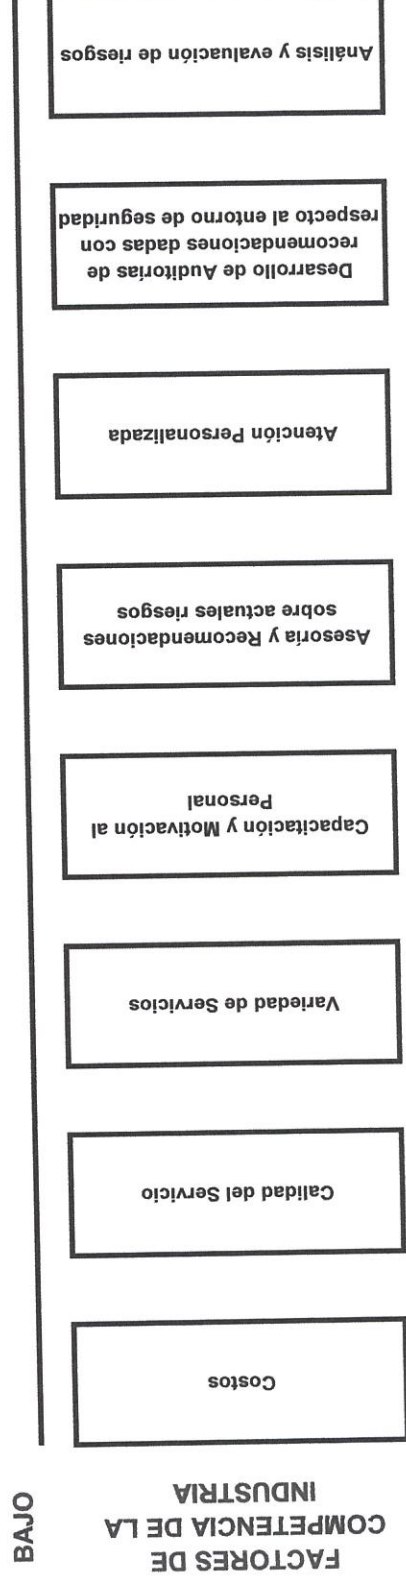 BAJO
FACTORES DE
COMPETENCIA DE LA
INDUSTRIA
Costos
Calidad del Servicio
Variedad de Servicios
Capacitación y Motivación al
Personal
Asesoría y Recomendaciones
sobre actuales riesgos
Atención Personalizada
Desarrollo de Auditorías de
recomendaciones dadas con
respecto al entorno de seguridad
Análisis y evaluación de riesgos